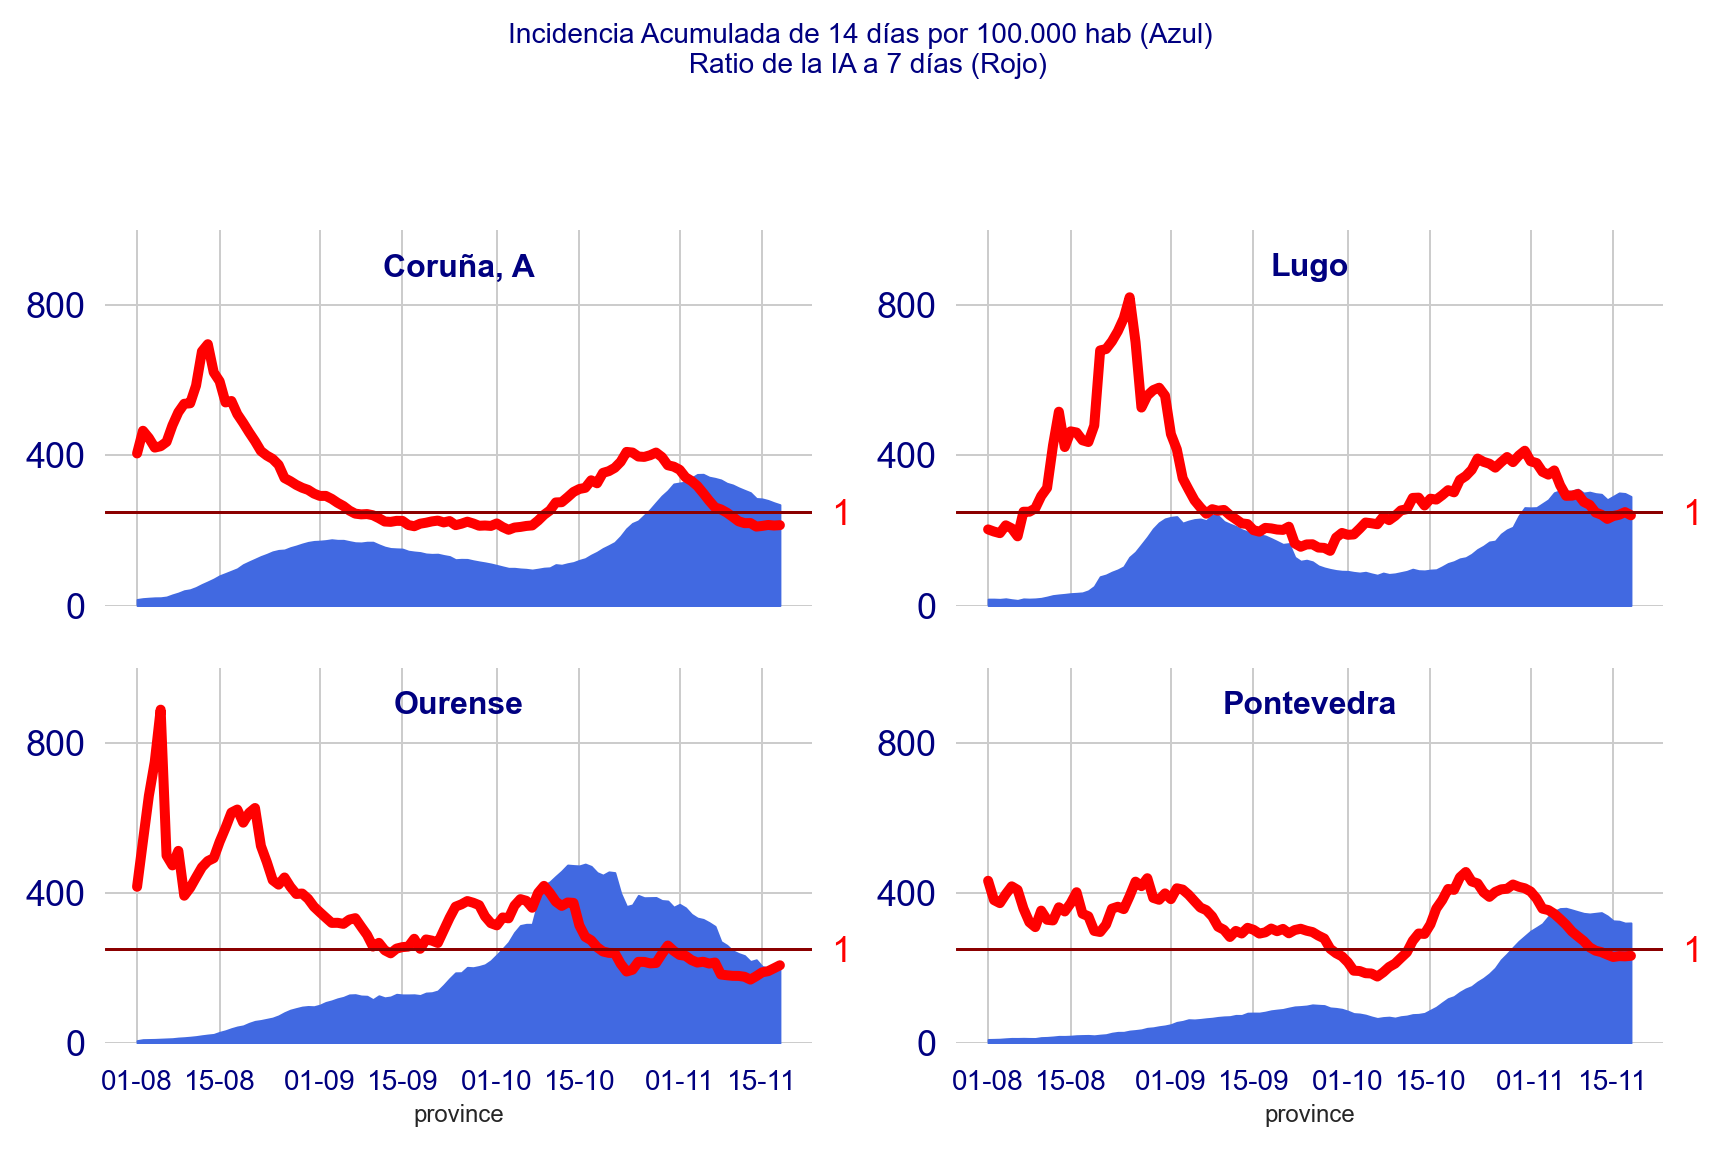 Incidencia Acumulada de 14 días por 100.000 hab (Azul)
Ratio de la IA a 7 días (Rojo)
Coruña, A
800
400
0
1
Lugo
800
400
0
1
Ourense
800
400
0
1
01-08 15-08 01-09 15-09 01-10 15-10 01-11 15-11
province
Pontevedra
800
400
0
1
01-08 15-08 01-09 15-09 01-10 15-10 01-11 15-11
province